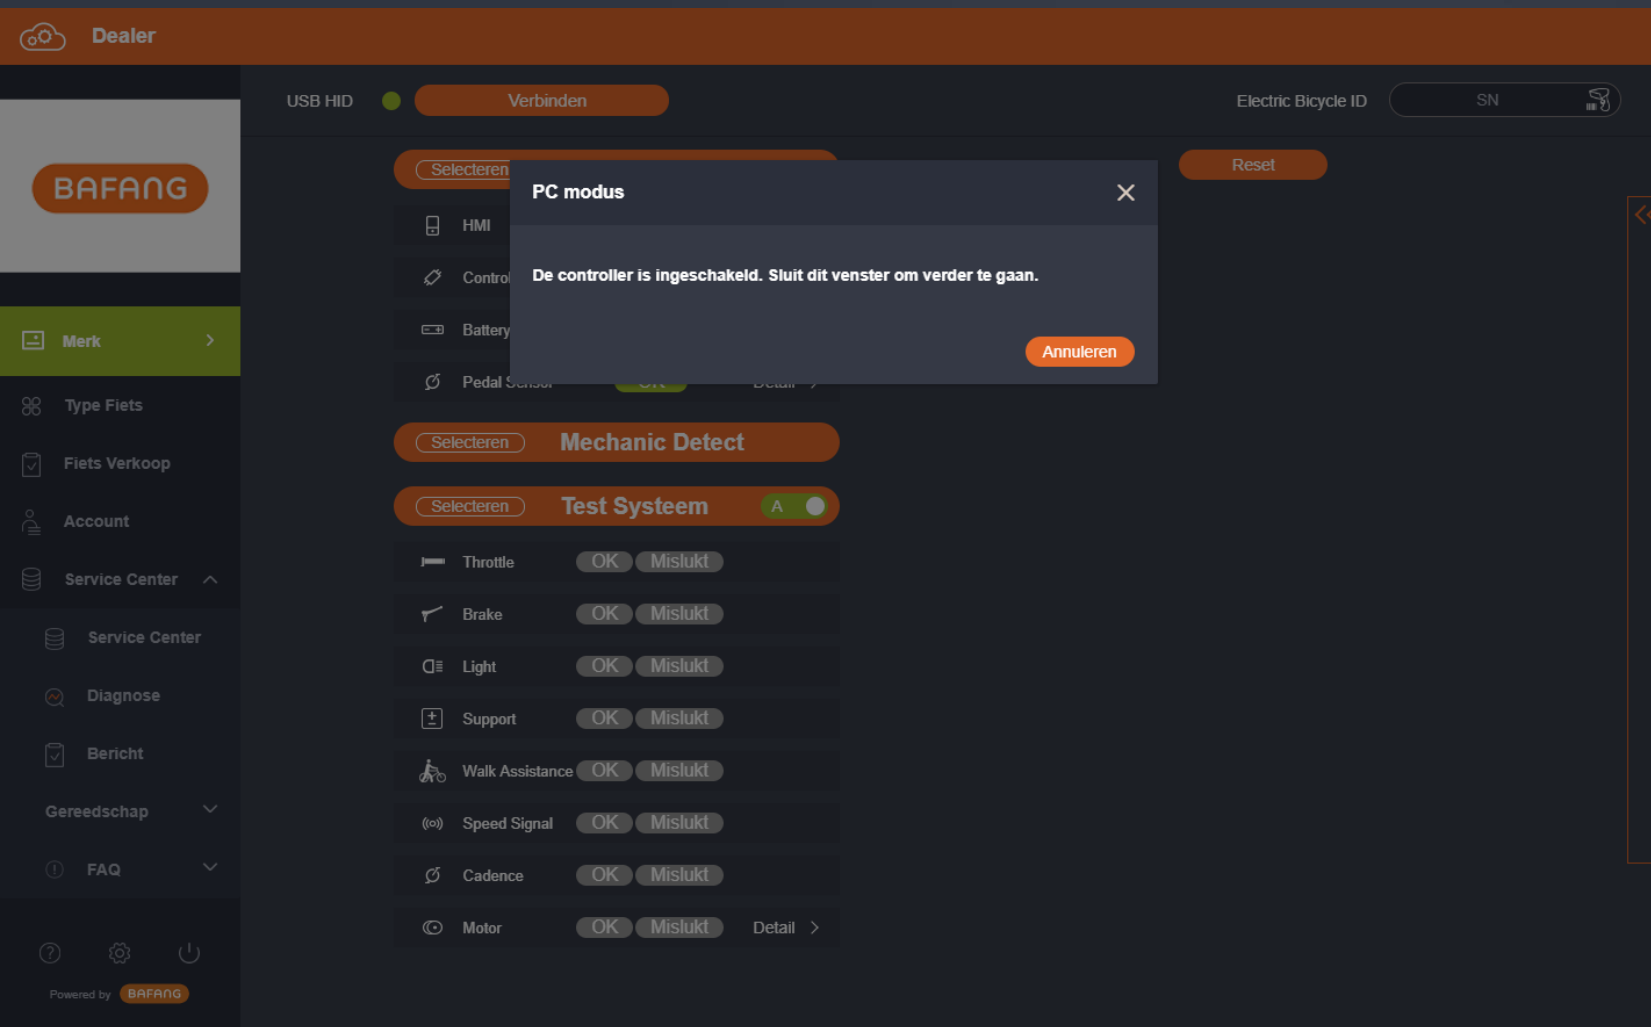 Dealer
USB HID
Verbinden
Electric Bicycle ID
SN
BAFANG
Selecteren
Reset
PC modus
HMI
De controller is ingeschakeld. Sluit dit venster om verder te gaan.
Battery
Annuleren
Merk
Pedal Sensor OK Detail
Type Fiets
Selecteren Mechanic Detect
Fiets Verkoop
Selecteren Test Systeem A
Account
Throttle OK Mislukt
Service Center
Brake OK Mislukt
Service Center
Light OK Mislukt
Diagnose
Support OK Mislukt
Bericht
Walk Assistance OK Mislukt
Gereedschap
Speed Signal OK Mislukt
FAQ
Cadence OK Mislukt
Motor OK Mislukt Detail
Powered by BAFANG